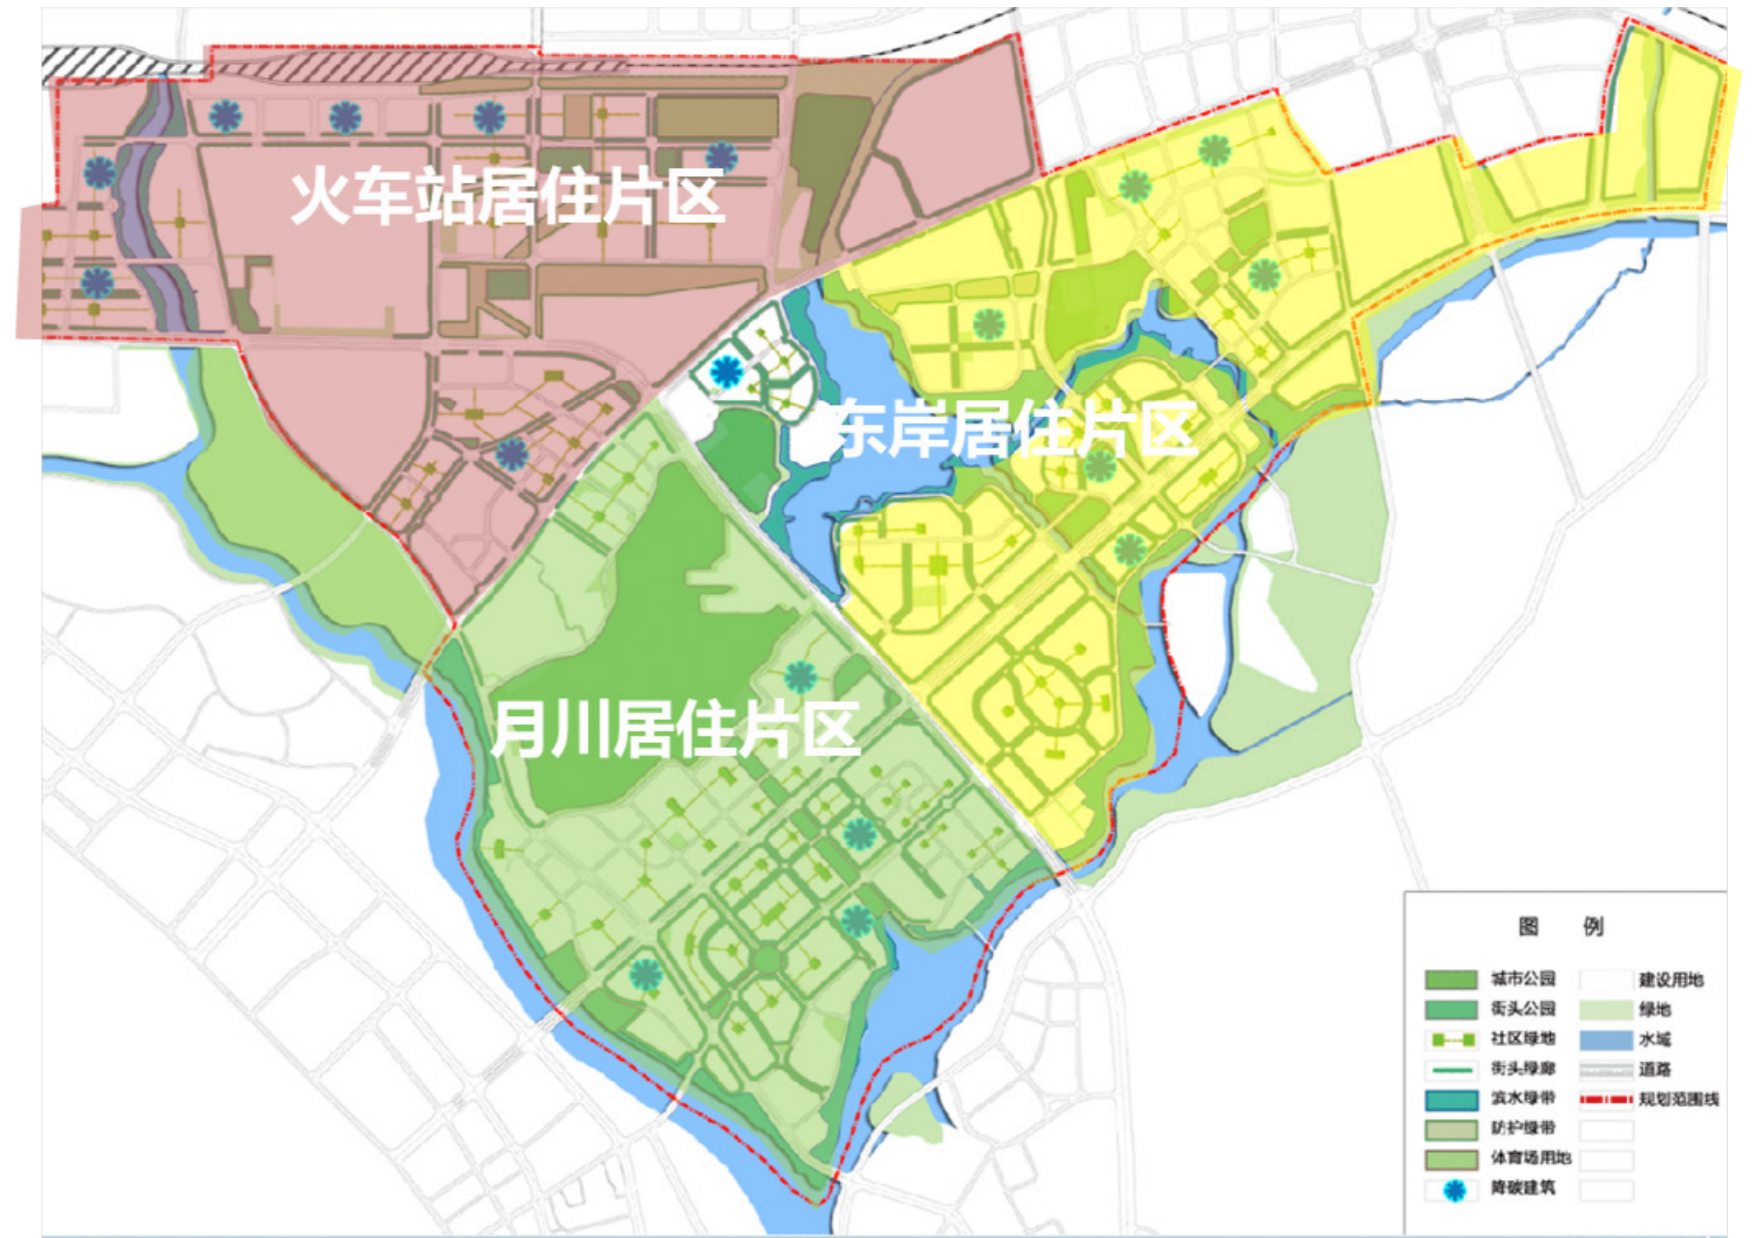 火车站居住片区
东岸居住片区
月川居住片区
图 例
城市公园 建设用地
街头公园 绿地
社区绿地 水域
街头绿廊 道路
滨水绿带 规划范围线
防护绿带
体育场用地
降碳建筑